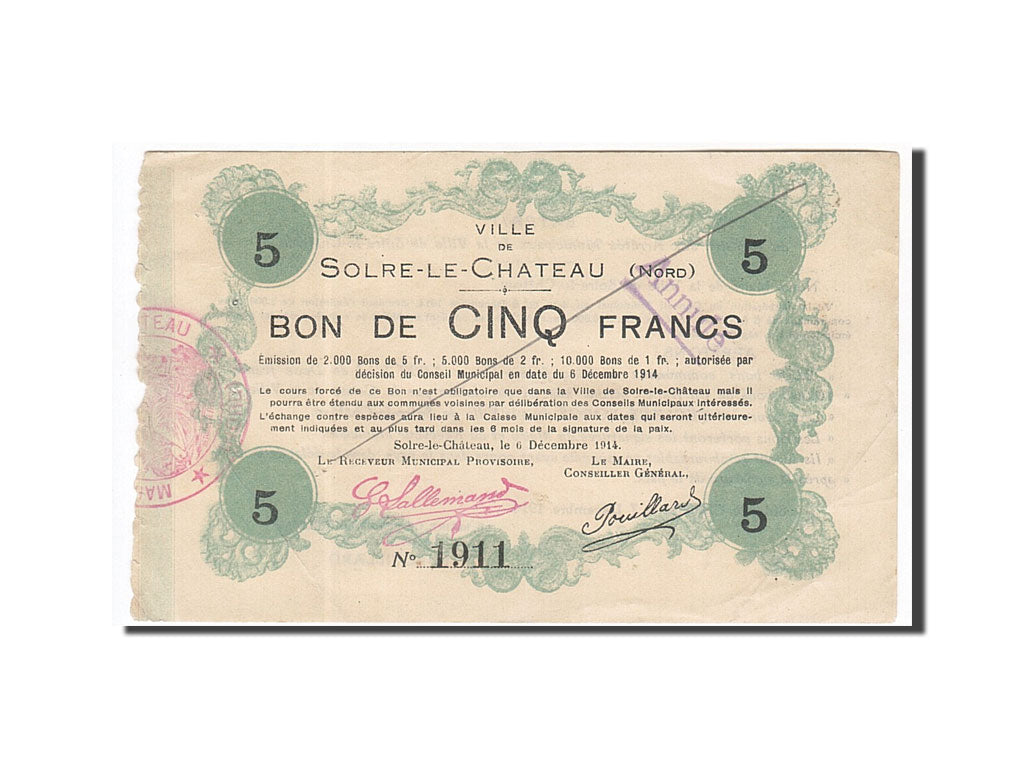 5
5
VILLE
DE
SOLRE-LE-CHATEAU (NORD)
Annulé
BON DE CINQ FRANCS
Émission de 2.000 Bons de 5 fr. ; 5.000 Bons de 2 fr. ; 10.000 Bons de 1 fr. ; autorisée par
décision du Conseil Municipal en date du 6 Décembre 1914
Le cours forcé de ce Bon n'est obligatoire que dans la Ville de Solre-le-Château mais il
pourra être étendu aux communes voisines par délibération des Conseils Municipaux intéressés.
L'échange contre espèces aura lieu à la Caisse Municipale aux dates qui seront ultérieure-
ment indiquées et au plus tard dans les 6 mois de la signature de la paix.
Solre-le-Château, le 6 Décembre 1914.
LE RECEVEUR MUNICIPAL PROVISOIRE,
LE MAIRE,
CONSEILLER GÉNÉRAL,
5
5
G. Lallemand
Pouillard
No 1911
TEAU
MA